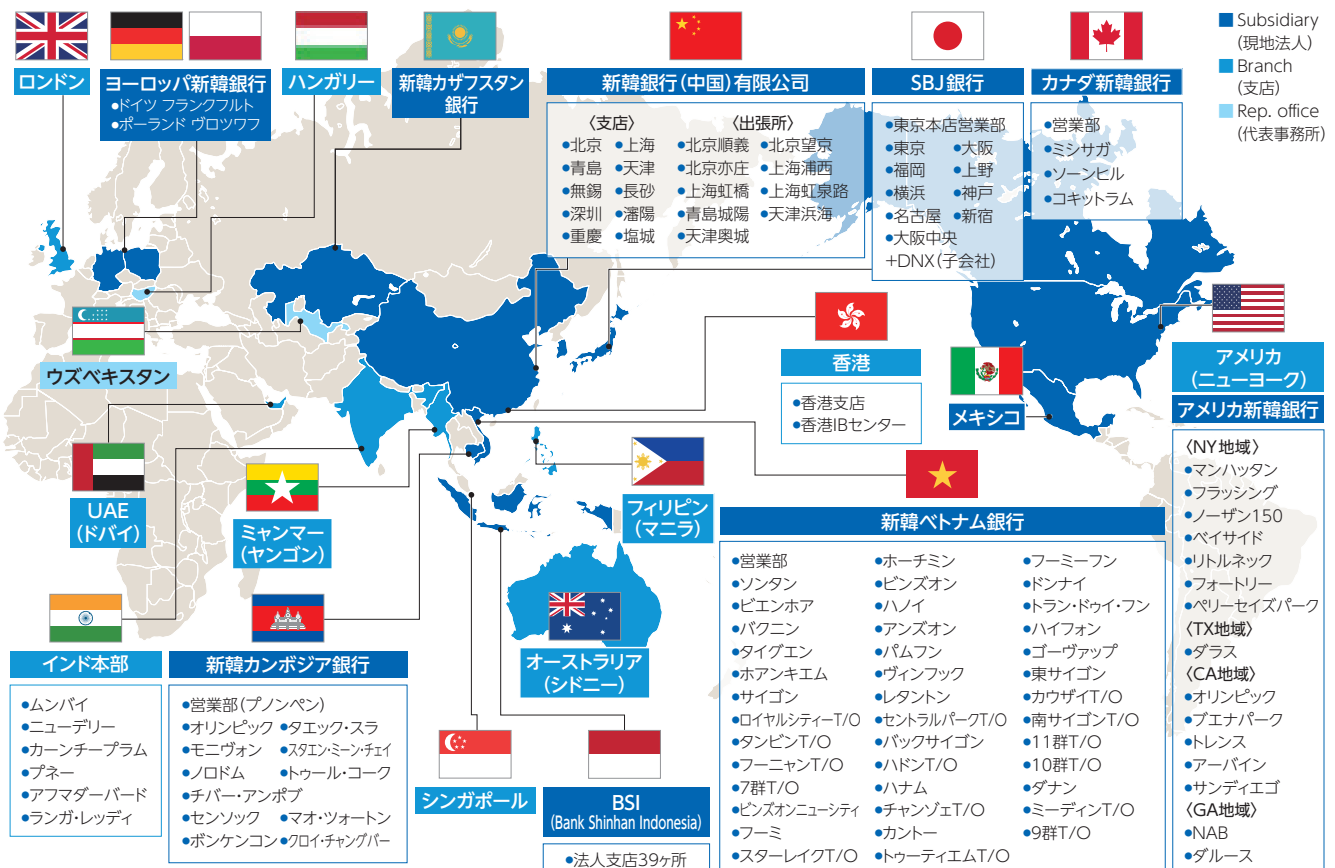 Subsidiary
(現地法人)
Branch
(支店)
Rep. office
(代表事務所)
ロンドン
ヨーロッパ新韓銀行
●ドイツ フランクフルト
●ポーランド ヴロツワフ
ハンガリー
新韓カザフスタン
銀行
新韓銀行(中国)有限公司
〈支店〉 〈出張所〉
●北京 ●上海 ●北京順義 ●北京望京
●青島 ●天津 ●北京亦庄 ●上海浦西
●無錫 ●長砂 ●上海虹橋 ●上海虹泉路
●深圳 ●瀋陽 ●青島城陽 ●天津浜海
●重慶 ●塩城 ●天津奥城
SBJ銀行
●東京本店営業部
●東京 ●大阪
●福岡 ●上野
●横浜 ●神戸
●名古屋 ●新宿
●大阪中央
+DNX(子会社)
カナダ新韓銀行
●営業部
●ミシサガ
●ソーンヒル
●コキットラム
ウズベキスタン
香港
●香港支店
●香港IBセンター
メキシコ
アメリカ
(ニューヨーク)
アメリカ新韓銀行
〈NY地域〉
●マンハッタン
●フラッシング
●ノーザン150
●ベイサイド
●リトルネック
●フォートリー
●ペリーセイズパーク
〈TX地域〉
●ダラス
〈CA地域〉
●オリンピック
●ブエナパーク
●トレンス
●アーバイン
●サンディエゴ
〈GA地域〉
●NAB
●ダルース
UAE
(ドバイ)
ミャンマー
(ヤンゴン)
フィリピン
(マニラ)
オーストラリア
(シドニー)
新韓ベトナム銀行
●営業部 ●ホーチミン ●フーミーフン
●ソンタン ●ビンズオン ●ドンナイ
●ビエンホア ●ハノイ ●トラン・ドゥイ・フン
●バクニン ●アンズオン ●ハイフォン
●タイグエン ●パムフン ●ゴーヴァップ
●ホアンキエム ●ヴィンフック ●東サイゴン
●サイゴン ●レタントン ●カウザイT/O
●ロイヤルシティーT/O ●セントラルパークT/O ●南サイゴンT/O
●タンビンT/O ●バックサイゴン ●11群T/O
●フーニャンT/O ●ハドンT/O ●10群T/O
●7群T/O ●ハナム ●ダナン
●ビンズオンニューシティ ●チャンゾェT/O ●ミーディンT/O
●フーミ ●カントー ●9群T/O
●スターレイクT/O ●トゥーティエムT/O
インド本部
●ムンバイ
●ニューデリー
●カーンチープラム
●プネー
●アフマダーバード
●ランガ・レッディ
新韓カンボジア銀行
●営業部(プノンペン)
●オリンピック ●タエック・スラ
●モニヴォン ●スタエン・ミーン・チェイ
●ノロドム ●トゥール・コーク
●チバー・アンポブ
●センソック ●マオ・ツォートン
●ボンケンコン ●クロイ・チャングバー
シンガポール
BSI
(Bank Shinhan Indonesia)
●法人支店39ヶ所